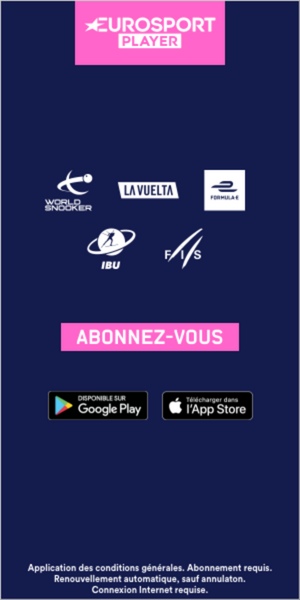 EUROSPORT
PLAYER
WORLD
SNOOKER
LA VUELTA
FORMULA-E
IBU
F I S
ABONNEZ-VOUS
DISPONIBLE SUR
Google Play
Télécharger dans
l'App Store
Application des conditions générales. Abonnement requis.
Renouvellement automatique, sauf annulaton.
Connexion Internet requise.